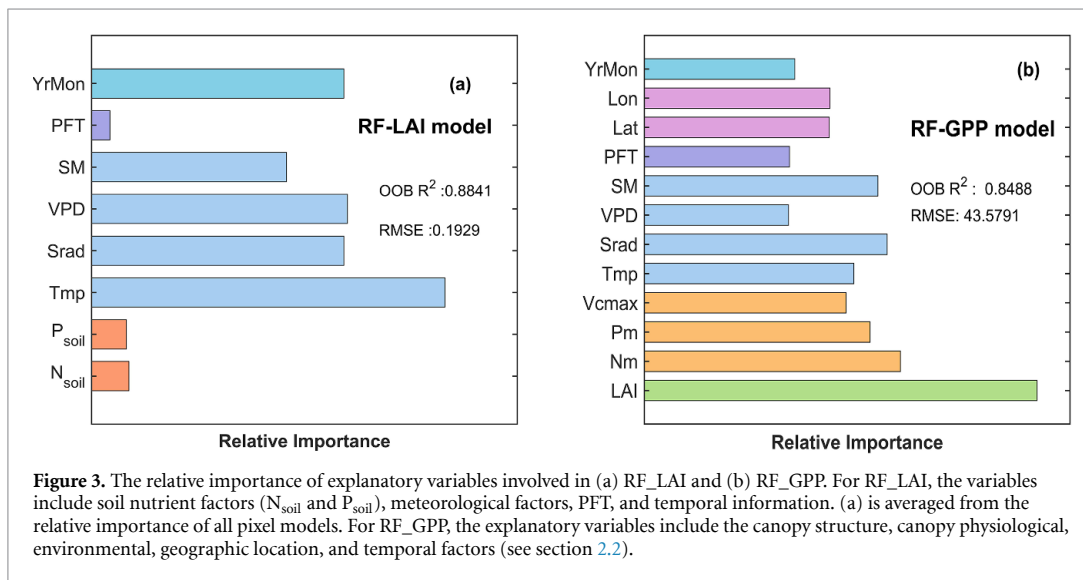 (a)
YrMon
PFT
RF-LAI model
SM
OOB R² :0.8841
VPD
RMSE :0.1929
Srad
Tmp
P soil
N soil
Relative Importance
(b)
YrMon
Lon
Lat
RF-GPP model
PFT
SM
OOB R² : 0.8488
VPD
RMSE: 43.5791
Srad
Tmp
Vcmax
Pm
Nm
LAI
Relative Importance
Figure 3. The relative importance of explanatory variables involved in (a) RF_LAI and (b) RF_GPP. For RF_LAI, the variables
include soil nutrient factors (Nsoil and Psoil), meteorological factors, PFT, and temporal information. (a) is averaged from the
relative importance of all pixel models. For RF_GPP, the explanatory variables include the canopy structure, canopy physiological,
environmental, geographic location, and temporal factors (see section 2.2).